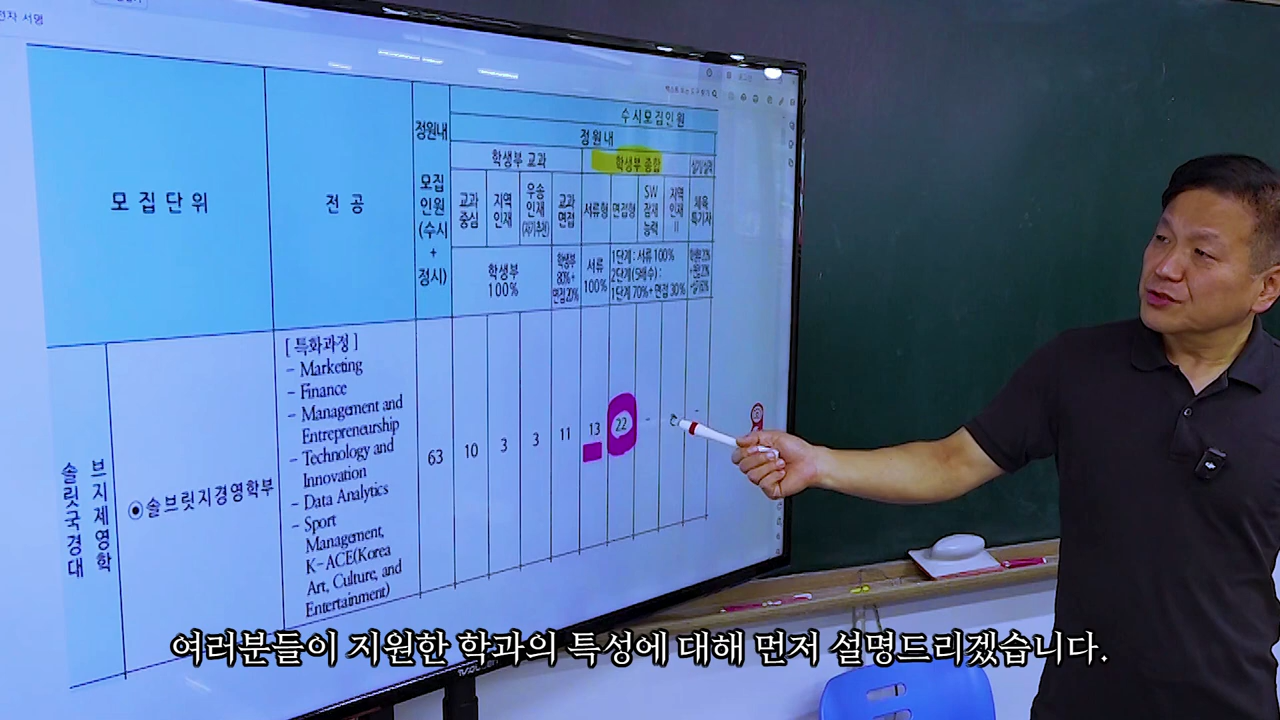 전자 서명
수시모집인원
정원내
정원내
학생부 교과
학생부 종합
실기/실적
모 집 단 위
전 공
모집
인원
(수시
+
정시)
교과
중심
지역
인재
우송
인재
(자기추천)
교과
면접
서류형
면접형
SW
잠재
능력
지역
인재
II
체육
특기자
학생부
100%
학생부
80%+
면접 20%
서류
100%
1단계 : 서류 100%
2단계(5배수) :
1단계 70%+ 면접 30%
솔브릿지
국제경영
대학
솔브릿지경영학부
[ 특화과정 ]
- Marketing
- Finance
- Management and
Entrepreneurship
- Technology and
Innovation
- Data Analytics
- Sport
Management,
K-ACE(Korea
Art, Culture, and
Entertainment)
63
10
3
3
11
13
22
-
-
여러분들이 지원한 학과의 특성에 대해 먼저 설명드리겠습니다.